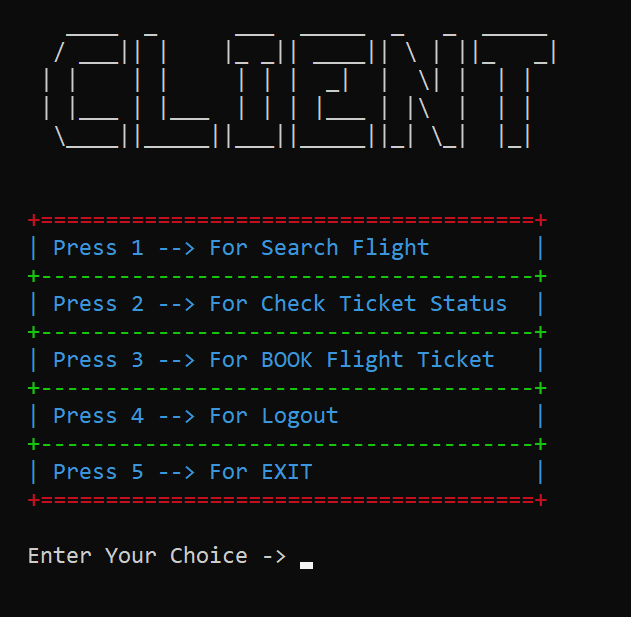 CLIENT
Press 1 --> For Search Flight
Press 2 --> For Check Ticket Status
Press 3 --> For BOOK Flight Ticket
Press 4 --> For Logout
Press 5 --> For EXIT
Enter Your Choice ->